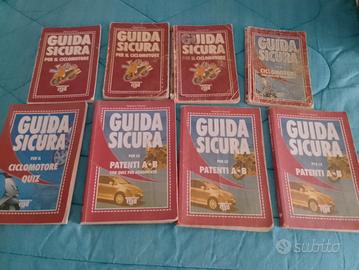 GUIDA
SICURA
PER IL CICLOMOTORE
GUIDA
SICURA
PER IL CICLOMOTORE
GUIDA
SICURA
PER IL CICLOMOTORE
GUIDA
SICURA
CICLOMOTORE
GUIDA
SICURA
PER IL
CICLOMOTORE
QUIZ
GUIDA
SICURA
PER LE
PATENTI A-B
GUIDA
SICURA
PER LE
PATENTI A-B
GUIDA
SICURA
PER LE
PATENTI A-B
subito